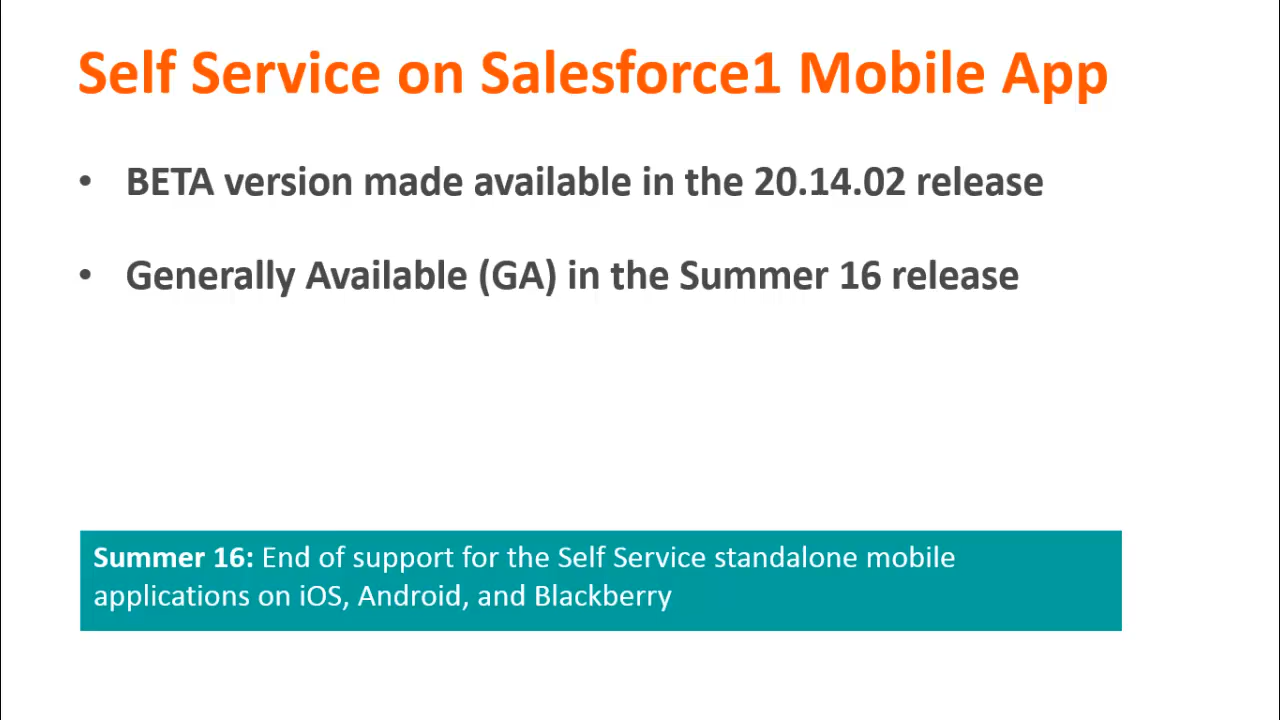 Self Service on Salesforce1 Mobile App
• BETA version made available in the 20.14.02 release
• Generally Available (GA) in the Summer 16 release
Summer 16: End of support for the Self Service standalone mobile
applications on iOS, Android, and Blackberry